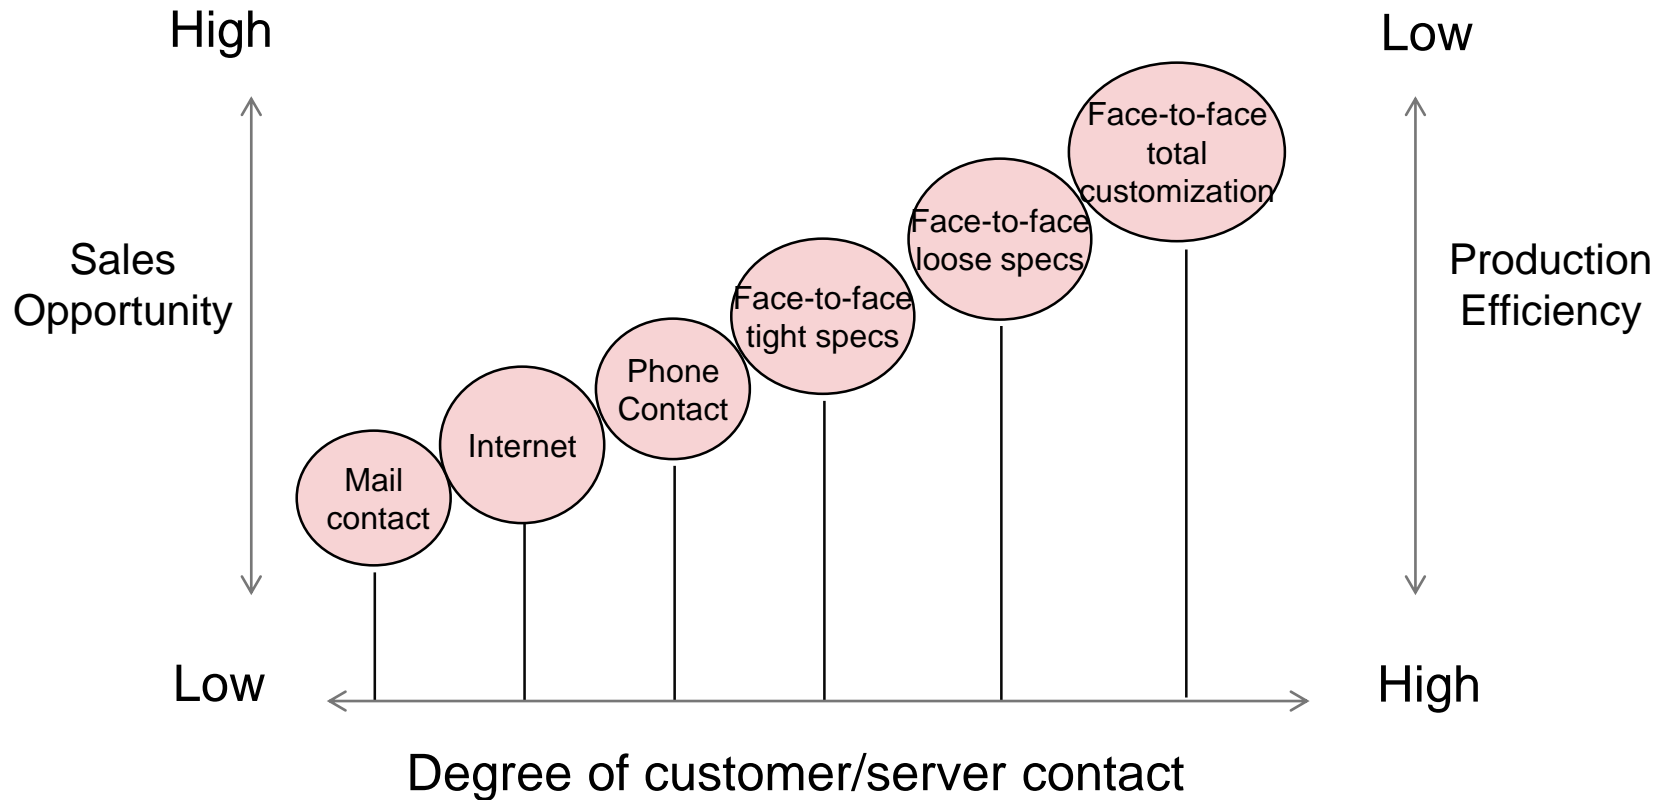 High
Low
Sales
Opportunity
Mail
contact
Internet
Phone
Contact
Face-to-face
tight specs
Face-to-face
loose specs
Face-to-face
total
customization
Production
Efficiency
Low
High
Degree of customer/server contact